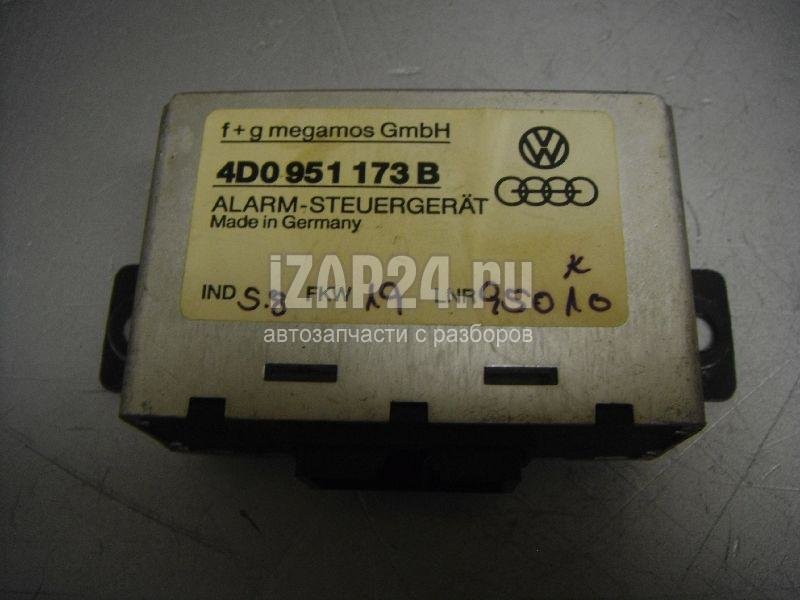 f+g megamos GmbH
4D0 951 173 B
ALARM-STEUERGERÄT
Made in Germany
iZAP24.ru
IND S.8 FKW 19 LNR 95010
автозапчасти с разборов